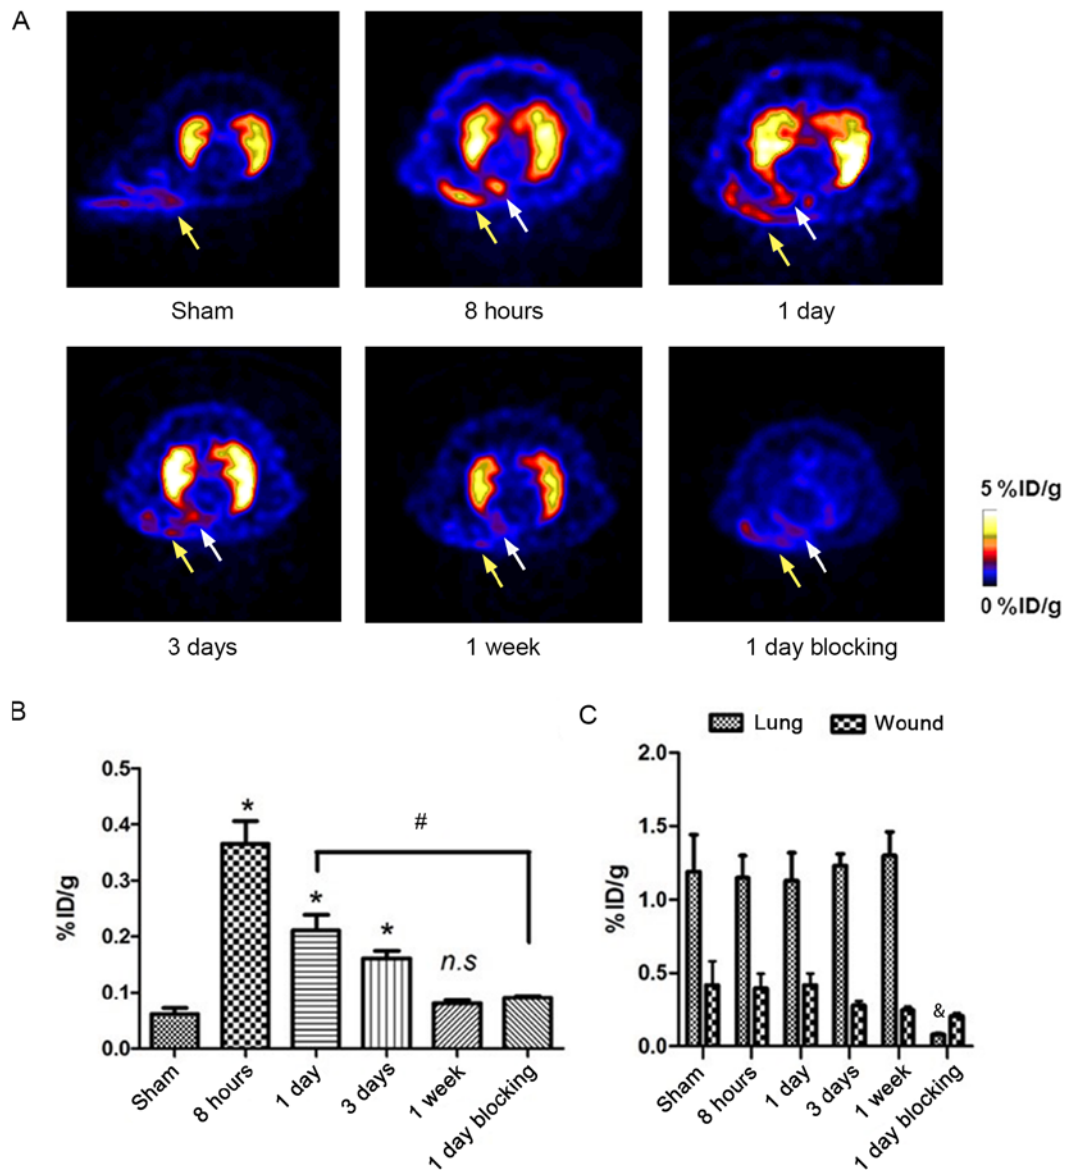 A
Sham 8 hours 1 day
3 days 1 week 1 day blocking
5 %ID/g
0 %ID/g
B
%ID/g
0.5
0.4
0.3
0.2
0.1
0.0
*
*
*
n.s
#
Sham 8 hours 1 day 3 days 1 week 1 day blocking
C
Lung Wound
%ID/g
2.0
1.5
1.0
0.5
0.0
&
Sham 8 hours 1 day 3 days 1 week 1 day blocking